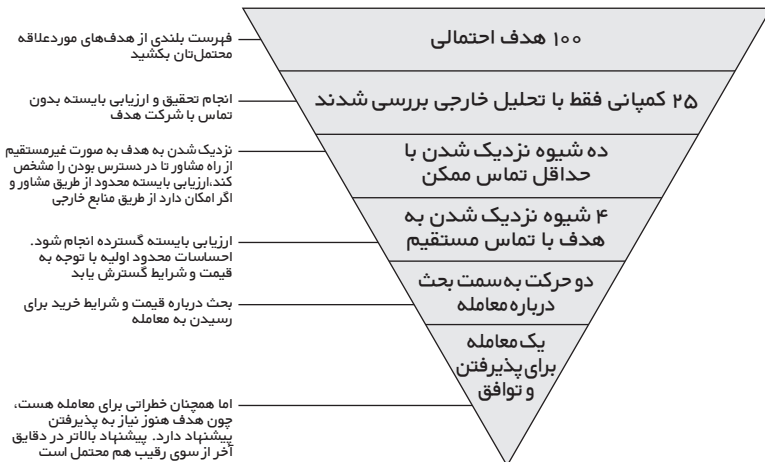 ۱۰۰ هدف احتمالی
فهرست بلندی از هدف‌های موردعلاقه
محتمل‌تان بکشید
۲۵ کمپانی فقط با تحلیل خارجی بررسی شدند
انجام تحقیق و ارزیابی بایسته بدون
تماس با شرکت هدف
ده شیوه نزدیک شدن با
حداقل تماس ممکن
نزدیک‌شدن به هدف به صورت غیرمستقیم
از راه مشاور تا در دسترس بودن را مشخص
کند،ارزیابی بایسته محدود از طریق مشاور و
اگر امکان دارد از طریق منابع خارجی
۴ شیوه نزدیک شدن به
هدف با تماس مستقیم
ارزیابی بایسته گسترده انجام شود.
احساسات محدود اولیه با توجه به
قیمت و شرایط گسترش یابد
دو حرکت به‌سمت بحث
درباره معامله
بحث درباره قیمت و شرایط خرید برای
رسیدن به معامله
یک معامله
برای پذیرفتن
و توافق
اما همچنان خطراتی برای معامله هست،
چون هدف هنوز نیاز به پذیرفتن
پیشنهاد دارد. پیشنهاد بالاتر در دقایق
آخر از سوی رقیب هم محتمل است